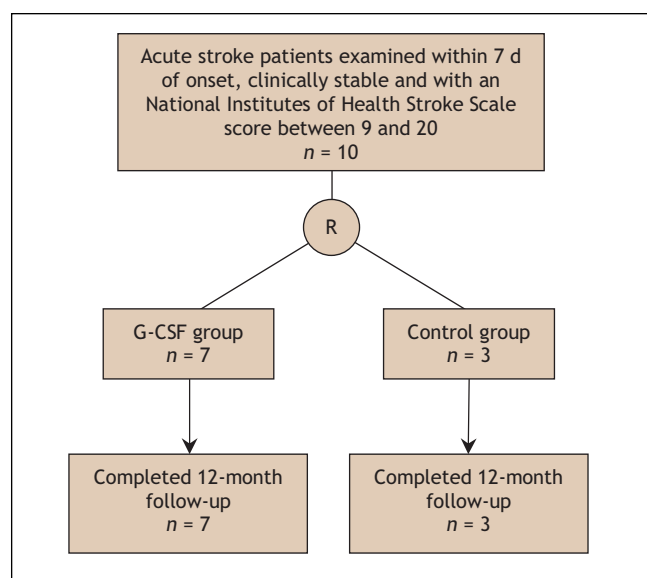 Acute stroke patients examined within 7 d
of onset, clinically stable and with an
National Institutes of Health Stroke Scale
score between 9 and 20
n = 10
R
G-CSF group
n = 7
Control group
n = 3
Completed 12-month
follow-up
n = 7
Completed 12-month
follow-up
n = 3